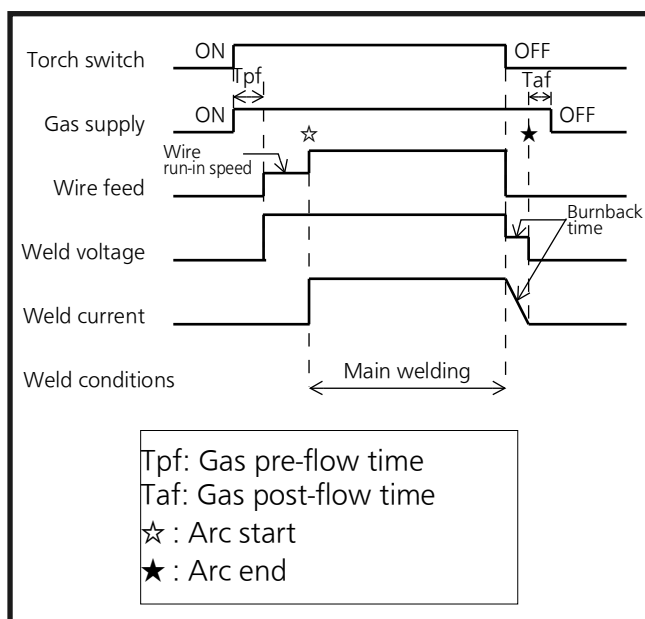 Torch switch ON OFF
Tpf Taf
Gas supply ON OFF
Wire
run-in speed
Wire feed
Burnback
time
Weld voltage
Weld current
Weld conditions Main welding
Tpf: Gas pre-flow time
Taf: Gas post-flow time
☆ : Arc start
★ : Arc end